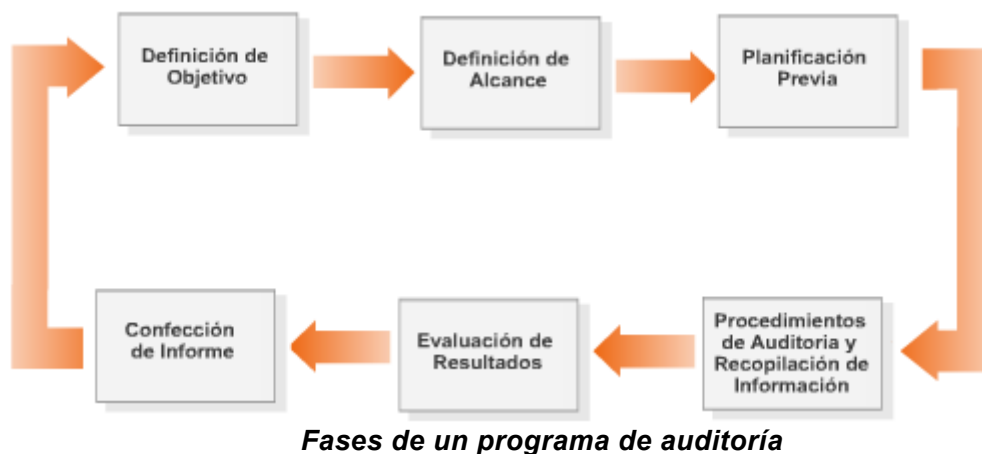 Definición de
Objetivo
Definición de
Alcance
Planificación
Previa
Procedimientos
de Auditoria y
Recopilación de
Información
Evaluación de
Resultados
Confección
de Informe
Fases de un programa de auditoría